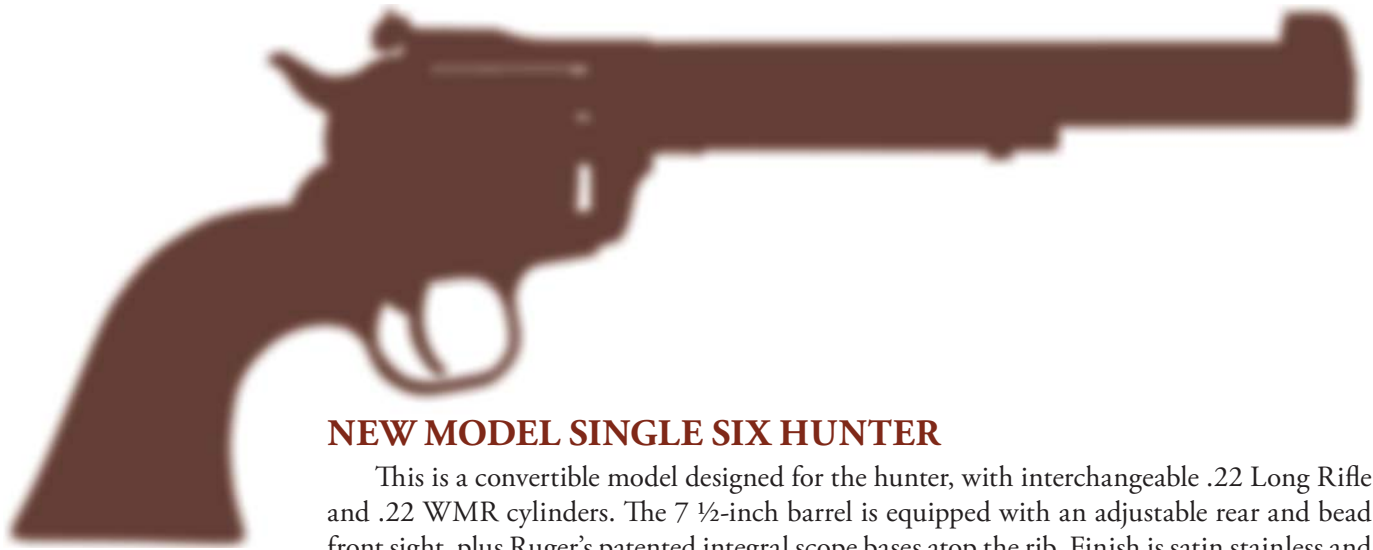 NEW MODEL SINGLE SIX HUNTER
This is a convertible model designed for the hunter, with interchangeable .22 Long Rifle
and .22 WMR cylinders. The 7 ½-inch barrel is equipped with an adjustable rear and bead
front sight, plus Ruger’s patented integral scope bases atop the rib. Finish is satin stainless and